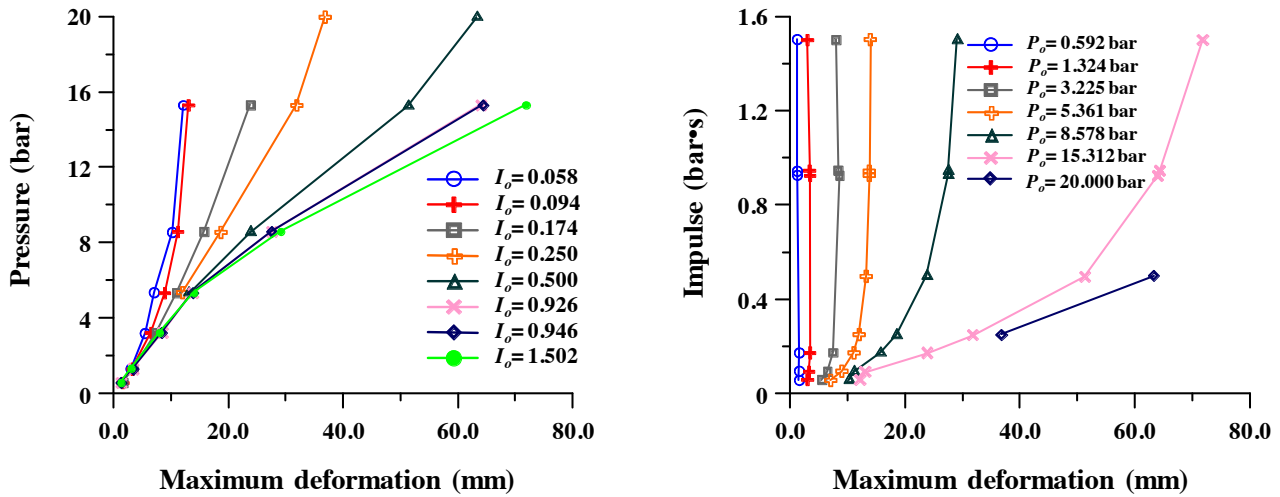 20
16
12
8
4
0
0.0
20.0
40.0
60.0
80.0
Pressure (bar)
Maximum deformation (mm)
Iₒ= 0.058
Iₒ= 0.094
Iₒ= 0.174
Iₒ= 0.250
Iₒ= 0.500
Iₒ= 0.926
Iₒ= 0.946
Iₒ= 1.502
1.6
1.2
0.8
0.4
0
0.0
20.0
40.0
60.0
80.0
Impulse (bar•s)
Maximum deformation (mm)
Pₒ= 0.592 bar
Pₒ= 1.324 bar
Pₒ= 3.225 bar
Pₒ= 5.361 bar
Pₒ= 8.578 bar
Pₒ= 15.312 bar
Pₒ= 20.000 bar